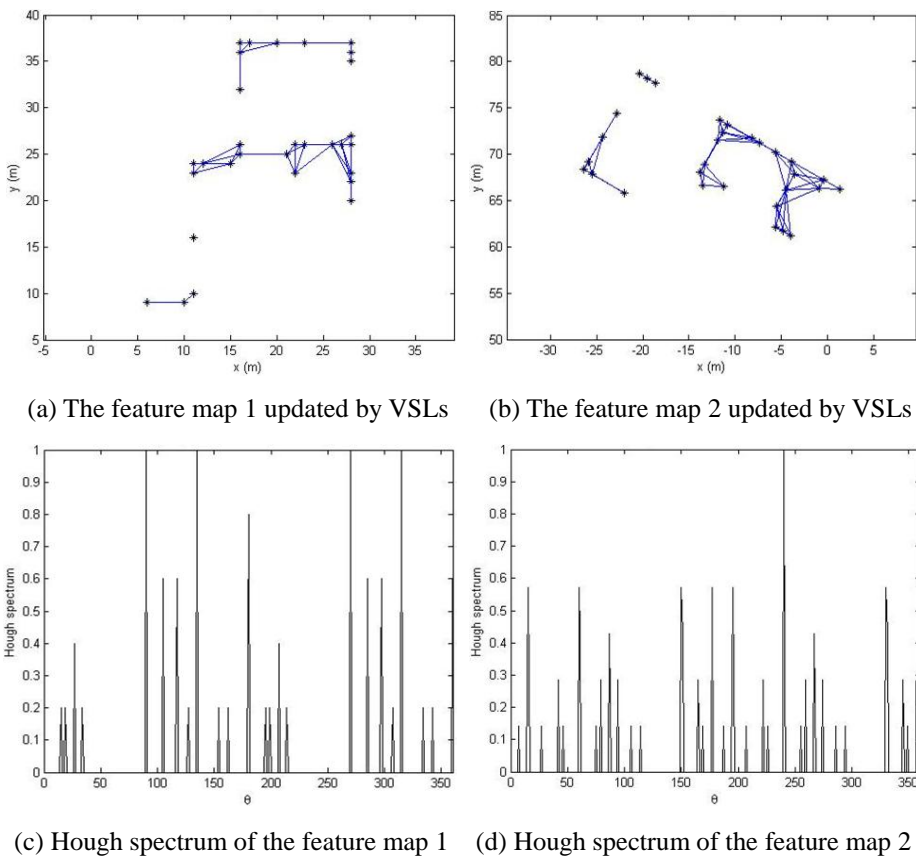 40
35
30
25
20
15
10
5
y (m)
-5 0 5 10 15 20 25 30 35
x (m)
85
80
75
70
65
60
55
50
y (m)
-30 -25 -20 -15 -10 -5 0 5
x (m)
(a) The feature map 1 updated by VSLs
(b) The feature map 2 updated by VSLs
1
0.9
0.8
0.7
0.6
0.5
0.4
0.3
0.2
0.1
0
Hough spectrum
0 50 100 150 200 250 300 350
θ
1
0.9
0.8
0.7
0.6
0.5
0.4
0.3
0.2
0.1
0
Hough spectrum
0 50 100 150 200 250 300 350
θ
(c) Hough spectrum of the feature map 1
(d) Hough spectrum of the feature map 2